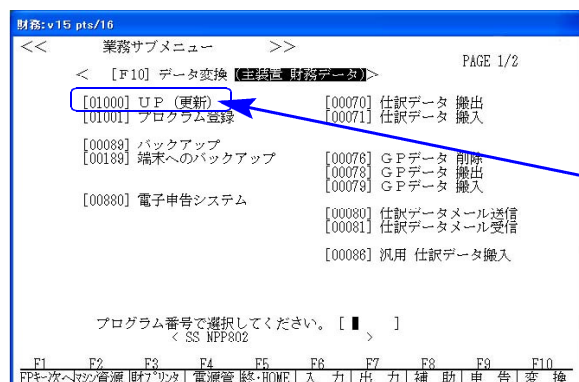 財務:v15 pts/16
<< 業務サブメニュー >>
PAGE 1/2
< [F10] データ変換 (主装置 財務データ)>
[01000] UP (更新) [00070] 仕訳データ 搬出
[01001] プログラム登録 [00071] 仕訳データ 搬入
[00089] バックアップ
[00189] 端末へのバックアップ [00076] GPデータ 削除
[00078] GPデータ 搬出
[00079] GPデータ 搬入
[00880] 電子申告システム
[00080] 仕訳データメール送信
[00081] 仕訳データメール受信
[00086] 汎用 仕訳データ搬入
プログラム番号で選択してください。 [ ]
< SS NPP802 >
F1 F2 F3 F4 F5 F6 F7 F8 F9 F10
FPキー次へ マシン資源 財プリンタ 電源管 終・HOME 入 力 出 力 補 助 申 告 変 換